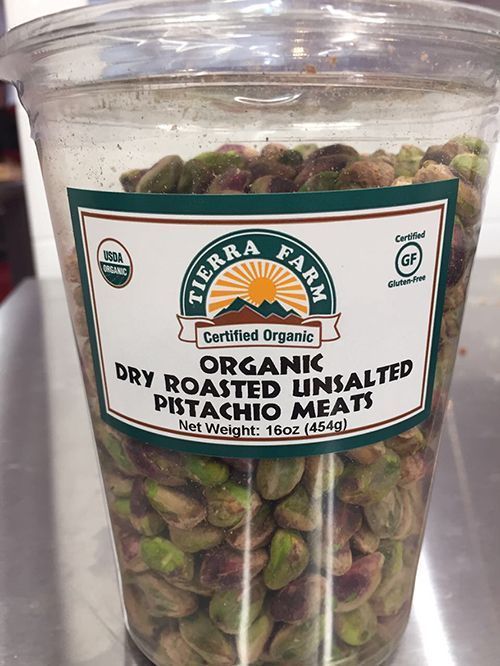 USDA
ORGANIC
TIERRA FARM
Certified Organic
Certified
GF
Gluten-Free
ORGANIC
DRY ROASTED UNSALTED
PISTACHIO MEATS
Net Weight: 16oz (454g)